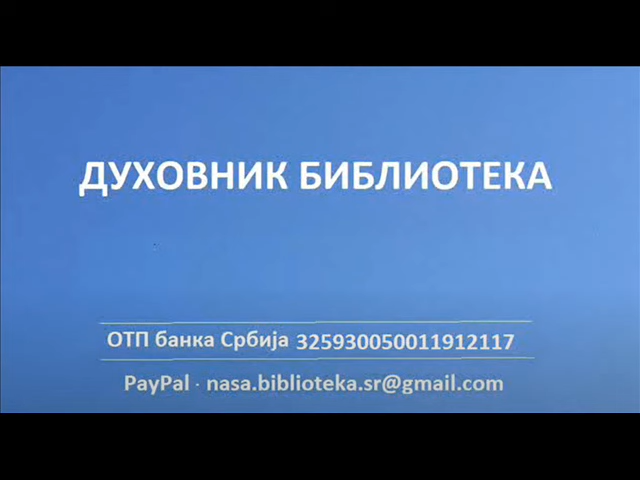 ДУХОВНИК БИБЛИОТЕКА
ОТП банка Србија 325930050011912117
PayPal · nasa.biblioteka.sr@gmail.com